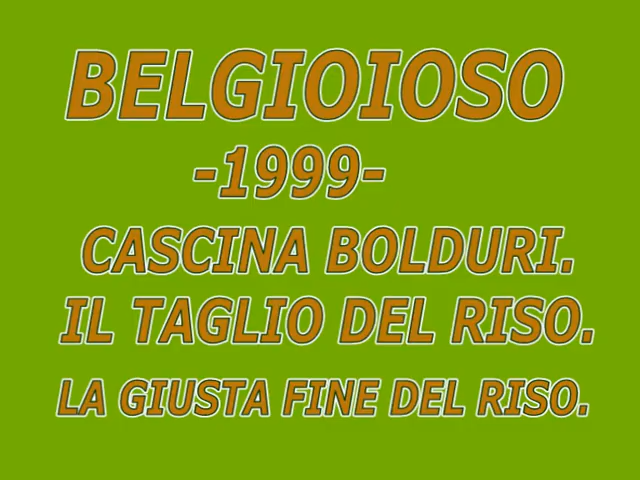 BELGIOIOSO
-1999-
CASCINA BOLDURI.
IL TAGLIO DEL RISO.
LA GIUSTA FINE DEL RISO.